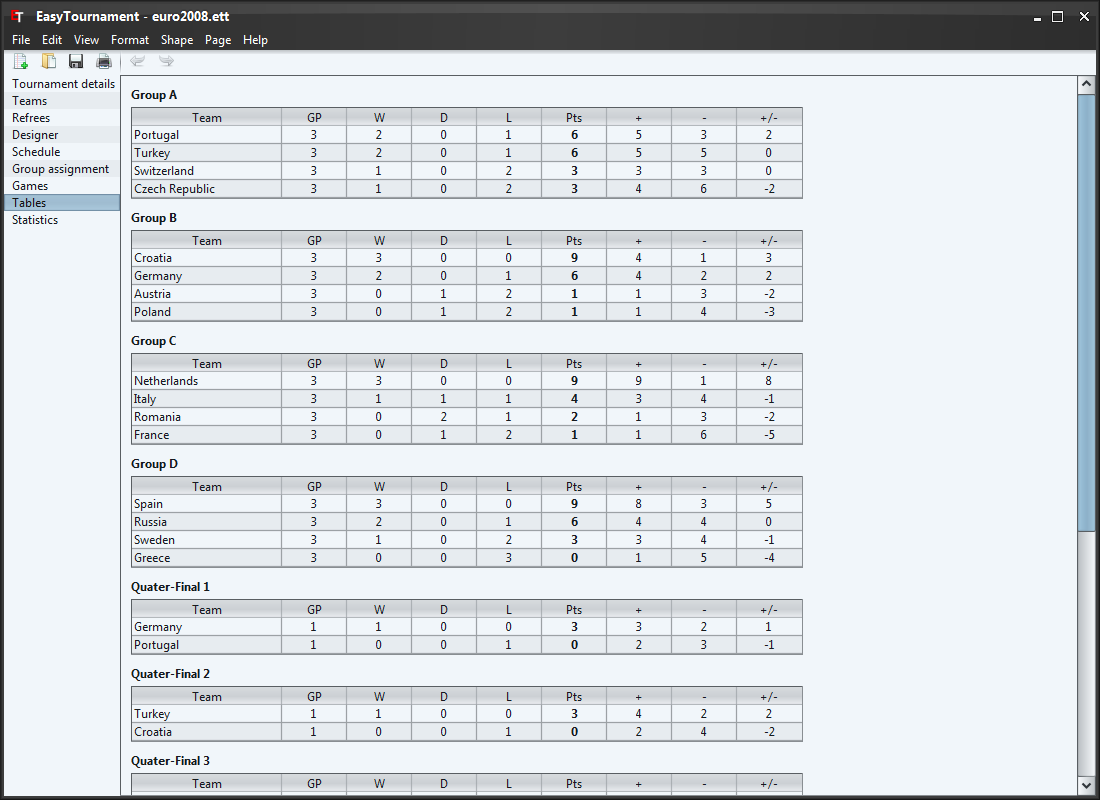 EasyTournament - euro2008.ett
File Edit View Format Shape Page Help
Tournament details
Teams
Refrees
Designer
Schedule
Group assignment
Games
Tables
Statistics
Group A
Team GP W D L Pts + - +/-
Portugal 3 2 0 1 6 5 3 2
Turkey 3 2 0 1 6 5 5 0
Switzerland 3 1 0 2 3 3 3 0
Czech Republic 3 1 0 2 3 4 6 -2
Group B
Team GP W D L Pts + - +/-
Croatia 3 3 0 0 9 4 1 3
Germany 3 2 0 1 6 4 2 2
Austria 3 0 1 2 1 1 3 -2
Poland 3 0 1 2 1 1 4 -3
Group C
Team GP W D L Pts + - +/-
Netherlands 3 3 0 0 9 9 1 8
Italy 3 1 1 1 4 3 4 -1
Romania 3 0 2 1 2 1 3 -2
France 3 0 1 2 1 1 6 -5
Group D
Team GP W D L Pts + - +/-
Spain 3 3 0 0 9 8 3 5
Russia 3 2 0 1 6 4 4 0
Sweden 3 1 0 2 3 3 4 -1
Greece 3 0 0 3 0 1 5 -4
Quater-Final 1
Team GP W D L Pts + - +/-
Germany 1 1 0 0 3 3 2 1
Portugal 1 0 0 1 0 2 3 -1
Quater-Final 2
Team GP W D L Pts + - +/-
Turkey 1 1 0 0 3 4 2 2
Croatia 1 0 0 1 0 2 4 -2
Quater-Final 3
Team GP W D L Pts + - +/-